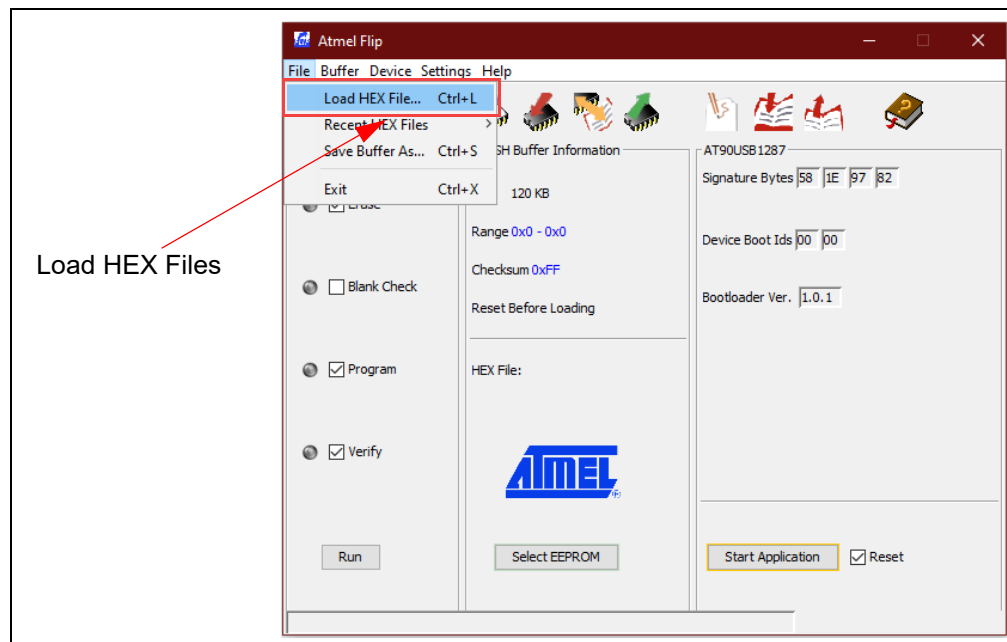 Atmel Flip
File Buffer Device Settings Help
Load HEX File... Ctrl+L
Recent HEX Files >
Save Buffer As... Ctrl+S
Exit Ctrl+X
SH Buffer Information
120 KB
Range 0x0 - 0x0
Checksum 0xFF
Reset Before Loading
HEX File:
AT90USB1287
Signature Bytes 58 1E 97 82
Device Boot Ids 00 00
Bootloader Ver. 1.0.1
Load HEX Files
Erase
Blank Check
Program
Verify
ATMEL
Run
Select EEPROM
Start Application
Reset